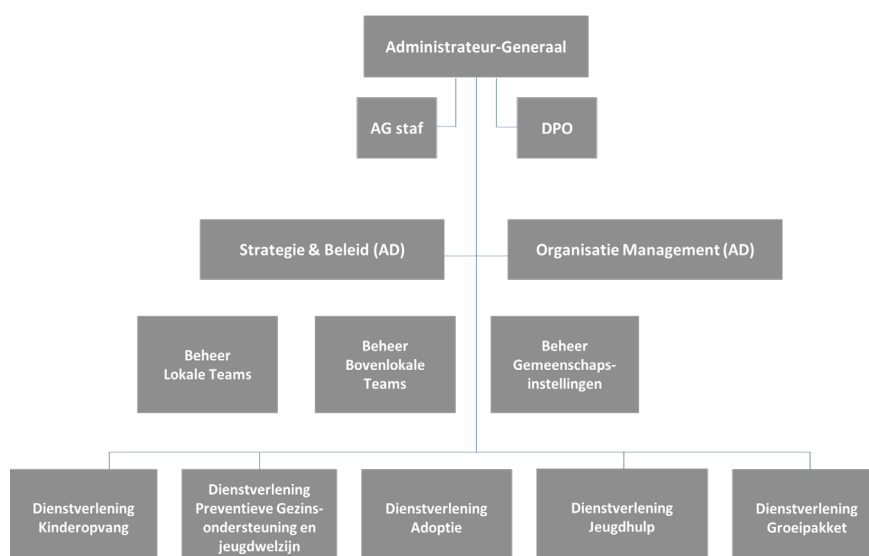 Administrateur-Generaal
AG staf
DPO
Strategie & Beleid (AD)
Organisatie Management (AD)
Beheer
Lokale Teams
Beheer
Bovenlokale
Teams
Beheer
Gemeenschaps-
instellingen
Dienstverlening
Kinderopvang
Dienstverlening
Preventieve Gezins-
ondersteuning en
jeugdwelzijn
Dienstverlening
Adoptie
Dienstverlening
Jeugdhulp
Dienstverlening
Groeipakket